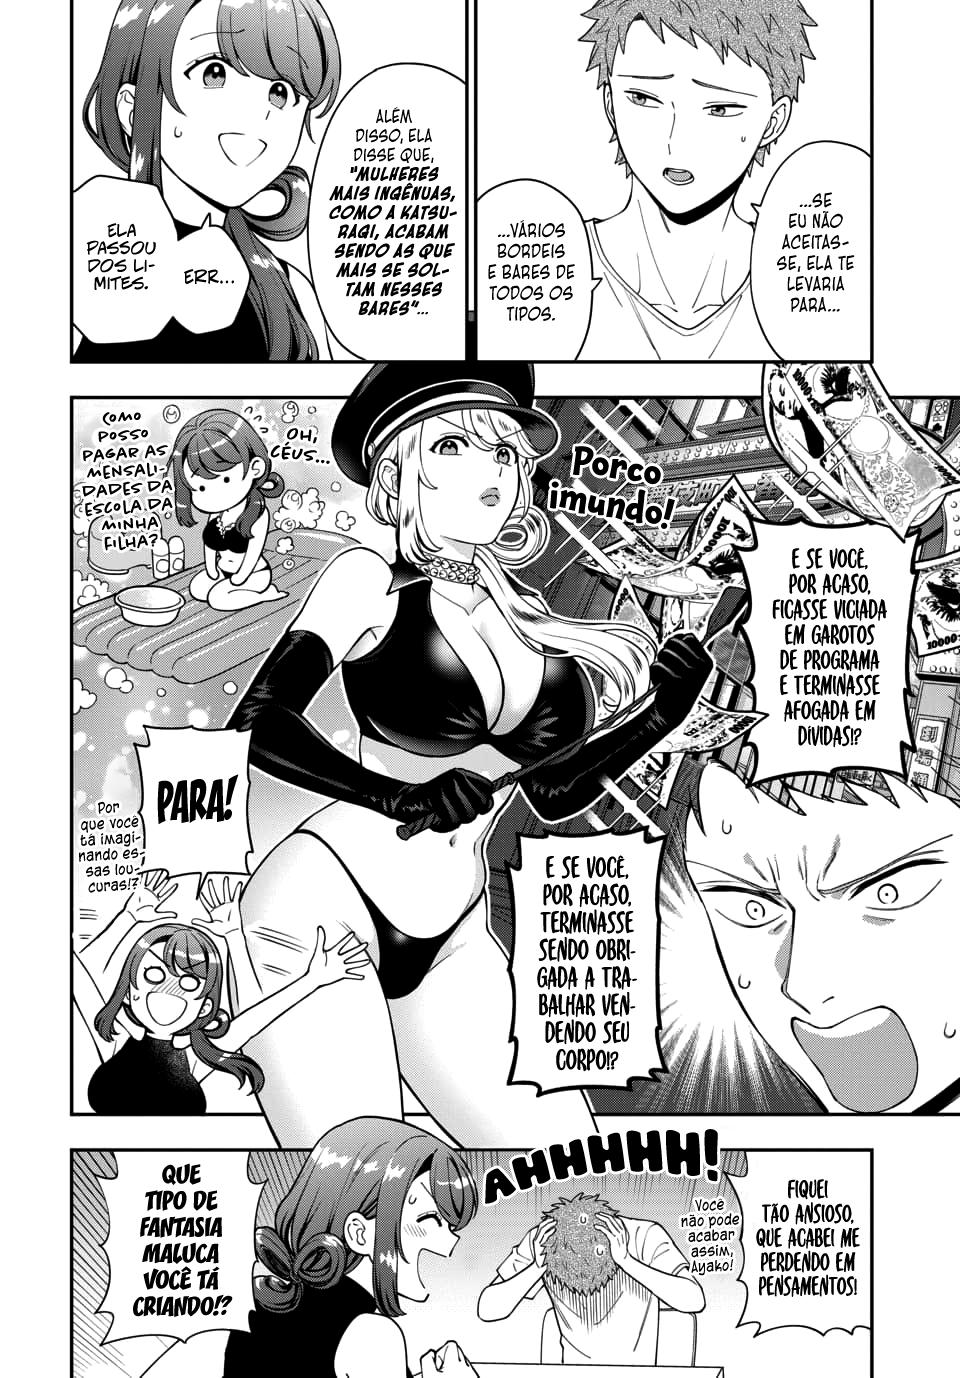 ...SE
EU NÃO
ACEITAS-
SE, ELA TE
LEVARIA
PARA...
...VÁRIOS
BORDEIS
E BARES DE
TODOS OS
TIPOS.
ALÉM
DISSO, ELA
DISSE QUE,
"MULHERES
MAIS INGÊNUAS,
COMO A KATSU-
RAGI, ACABAM
SENDO AS QUE
MAIS SE SOL-
TAM NESSES
BARES"...
ERR...
ELA
PASSOU
DOS LI-
MITES.
E SE VOCÊ,
POR ACASO,
FICASSE VICIADA
EM GAROTOS
DE PROGRAMA
E TERMINASSE
AFOGADA EM
DÍVIDAS!?
Porco
imundo!
OH,
CÉUS...
COMO
POSSO
PAGAR AS
MENSALI-
DADES DA
ESCOLA DA
MINHA
FILHA?
E SE VOCÊ,
POR ACASO,
TERMINASSE
SENDO OBRI-
GADA A TRA-
BALHAR VEN-
DENDO SEU
CORPO!?
PARA!
Por
que você
tá imagi-
nando es-
sas lou-
curas!?
FIQUEI
TÃO ANSIOSO,
QUE ACABEI ME
PERDENDO EM
PENSAMENTOS!
Você
não pode
acabar
assim,
Ayako!
AHHHHH!
QUE
TIPO DE
FANTASIA
MALUCA
VOCÊ TÁ
CRIANDO!?